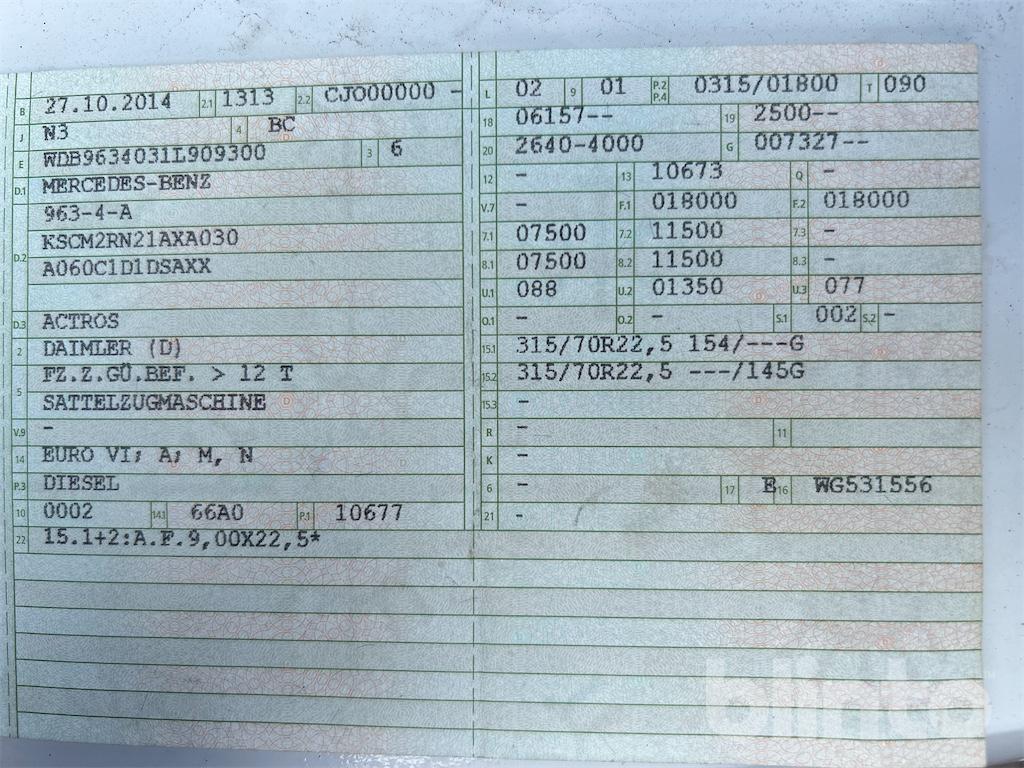 B 27.10.2014 2.1 1313 2.2 CJO00000 -
J N3 4 BC
E WDB9634031L909300 3 6
D.1 MERCEDES-BENZ
963-4-A
D.2 KSCM2RN21AXA030
A060C1D1DSAXX
D.3 ACTROS
2 DAIMLER (D)
5 FZ.Z.GÜ.BEF. > 12 T
SATTELZUGMASCHINE
V.9 -
14 EURO VI; A; M, N
P.3 DIESEL
10 0002 14.1 66A0 P.1 10677
22 15.1+2:A.F.9,00X22,5*
L 02 9 01 P.2 P.4 0315/01800 T 090
18 06157-- 19 2500--
20 2640-4000 G 007327--
12 - 13 10673 Q -
V.7 - F.1 018000 F.2 018000
7.1 07500 7.2 11500 7.3 -
8.1 07500 8.2 11500 8.3 -
U.1 088 U.2 01350 U.3 077
O.1 - O.2 - S.1 002 S.2 -
15.1 315/70R22,5 154/---G
15.2 315/70R22,5 ---/145G
15.3 -
R - 11
K -
6 - 17 E 16 WG531556
21 -
blinto